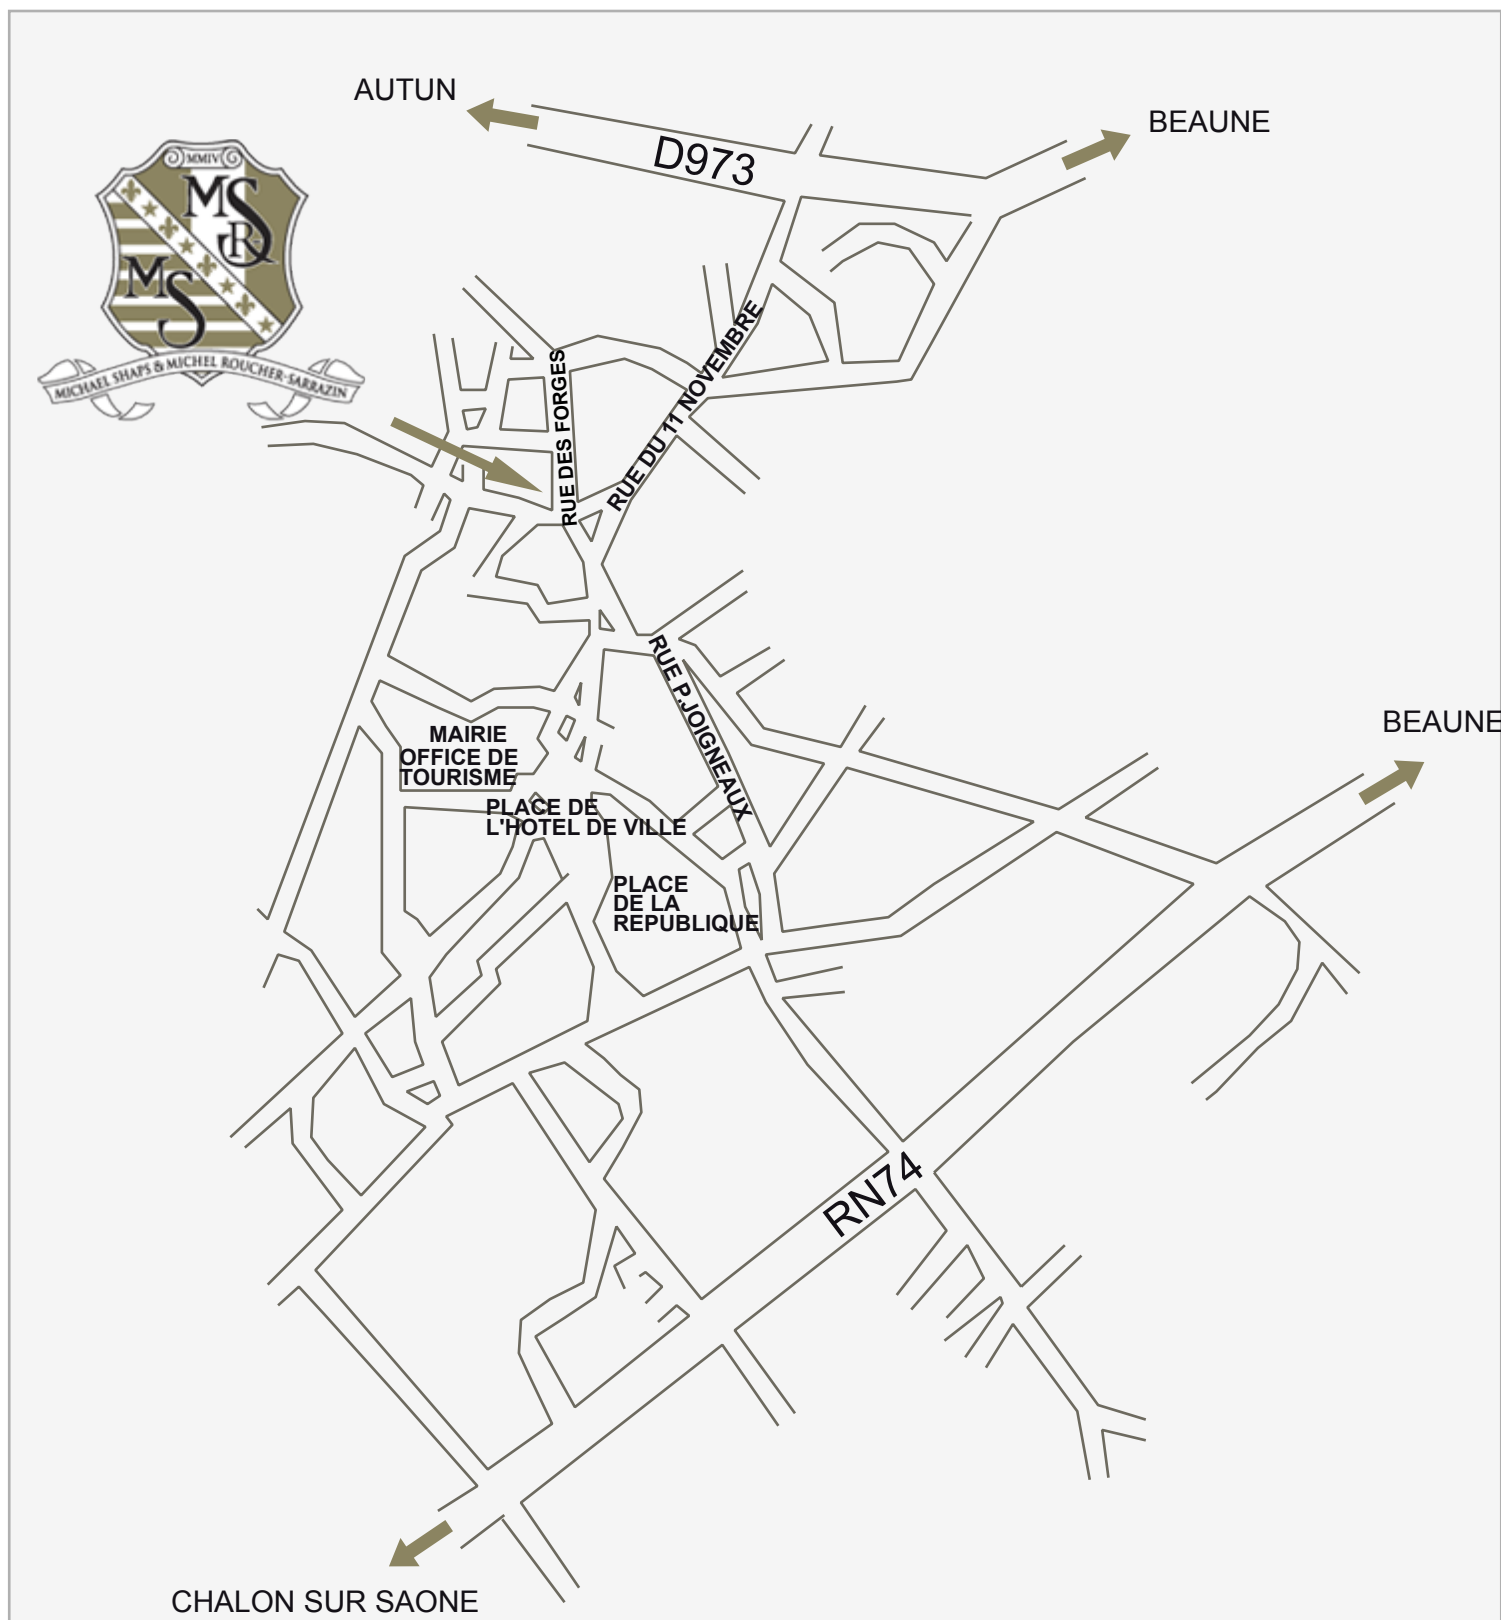 AUTUN
BEAUNE
D973
MMIV
MSR
MS
MICHAEL SHAPS & MICHEL ROUCHER-SARRAZIN
RUE DES FORGES
RUE DU 11 NOVEMBRE
RUE P.JOIGNEAUX
BEAUNE
MAIRIE
OFFICE DE
TOURISME
PLACE DE
L'HOTEL DE VILLE
PLACE
DE LA
REPUBLIQUE
RN74
CHALON SUR SAONE